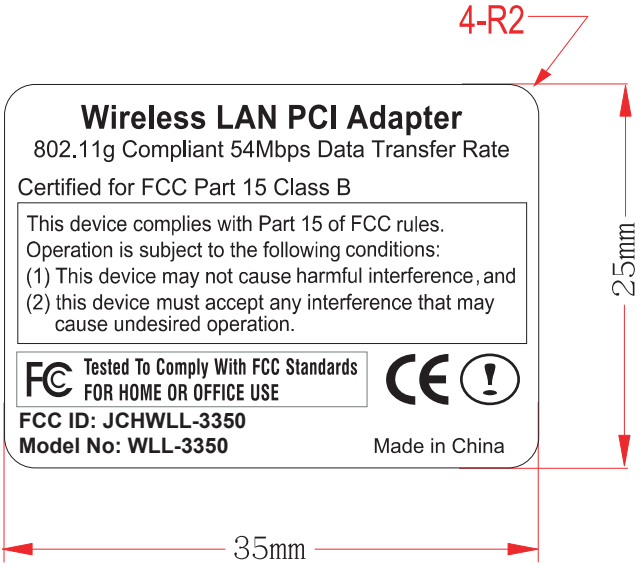 4-R2
Wireless LAN PCI Adapter
802.11g Compliant 54Mbps Data Transfer Rate
Certified for FCC Part 15 Class B
This device complies with Part 15 of FCC rules.
Operation is subject to the following conditions:
(1) This device may not cause harmful interference, and
(2) this device must accept any interference that may
cause undesired operation.
FCC Tested To Comply With FCC Standards
FOR HOME OR OFFICE USE
CE !
FCC ID: JCHWLL-3350
Model No: WLL-3350
Made in China
25mm
35mm